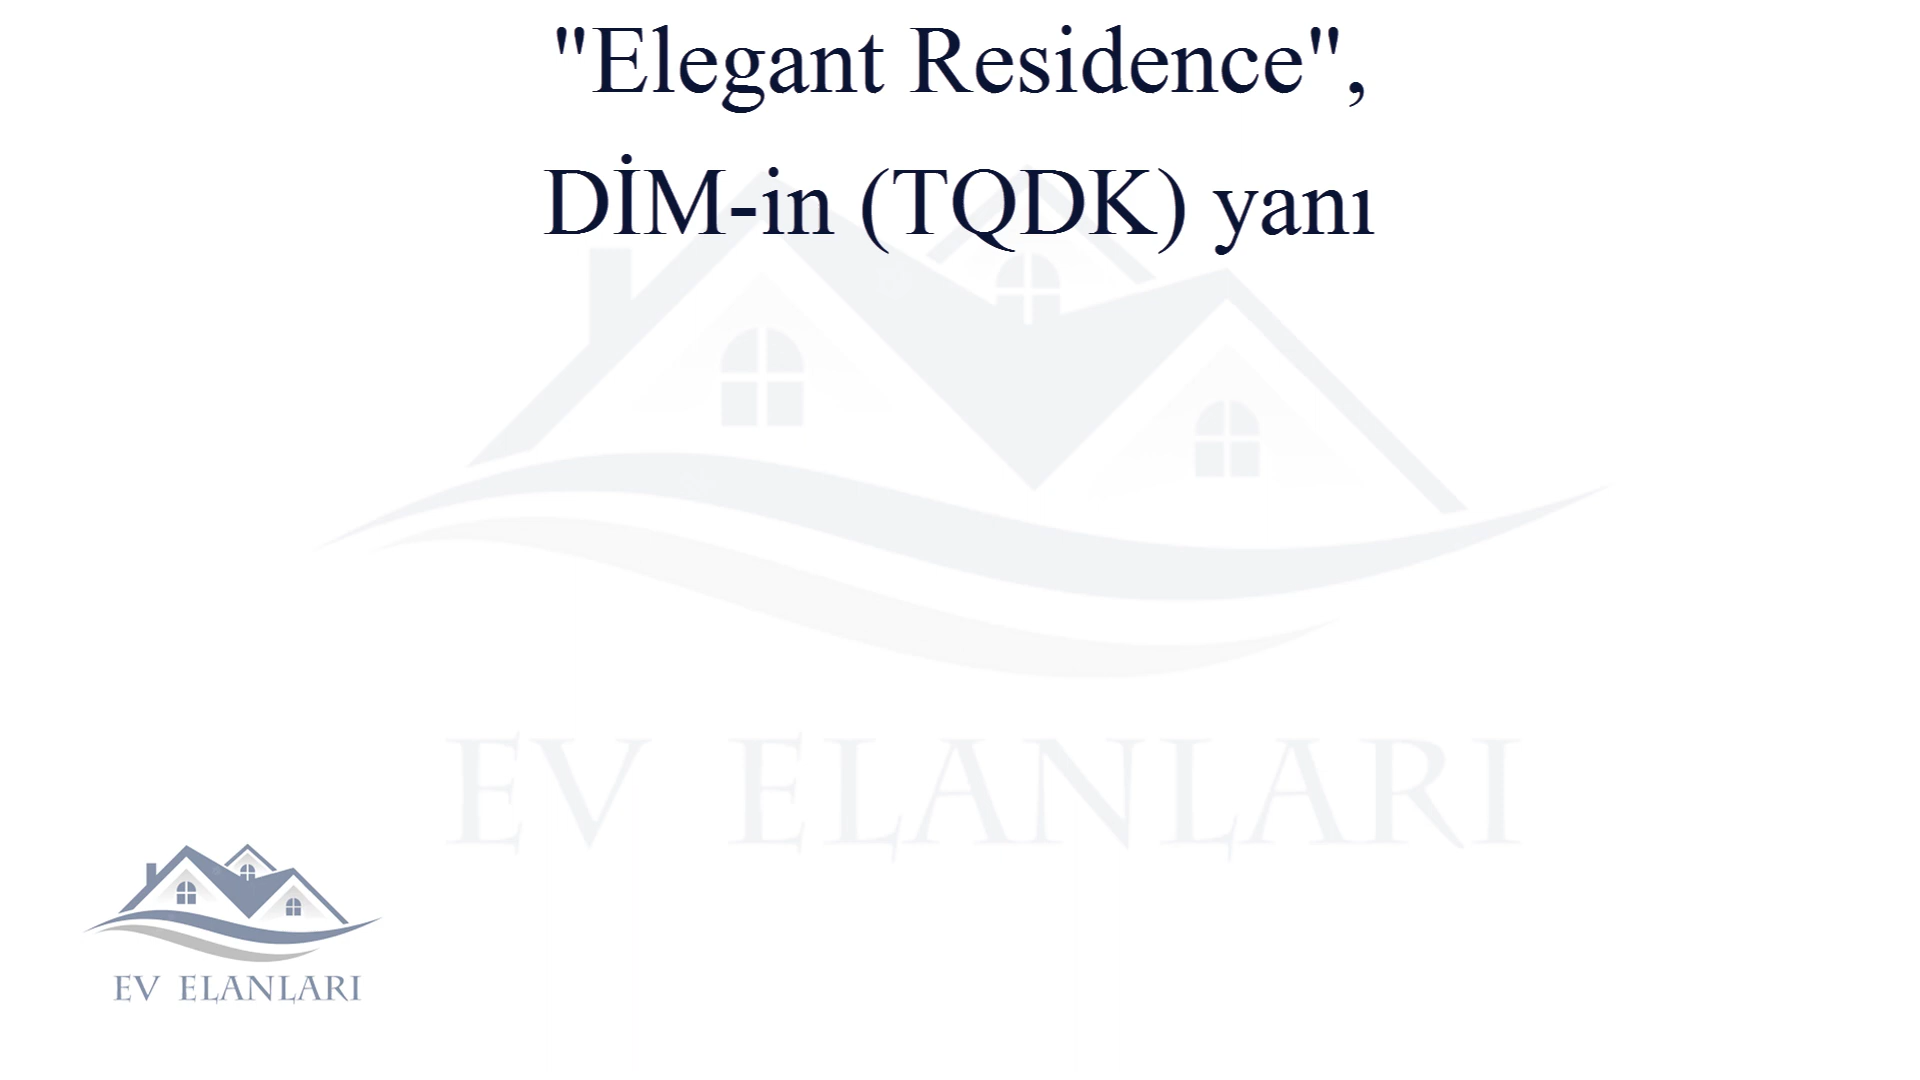 "Elegant Residence",
DİM-in (TQDK) yanı
EV ELANLARI
EV ELANLARI